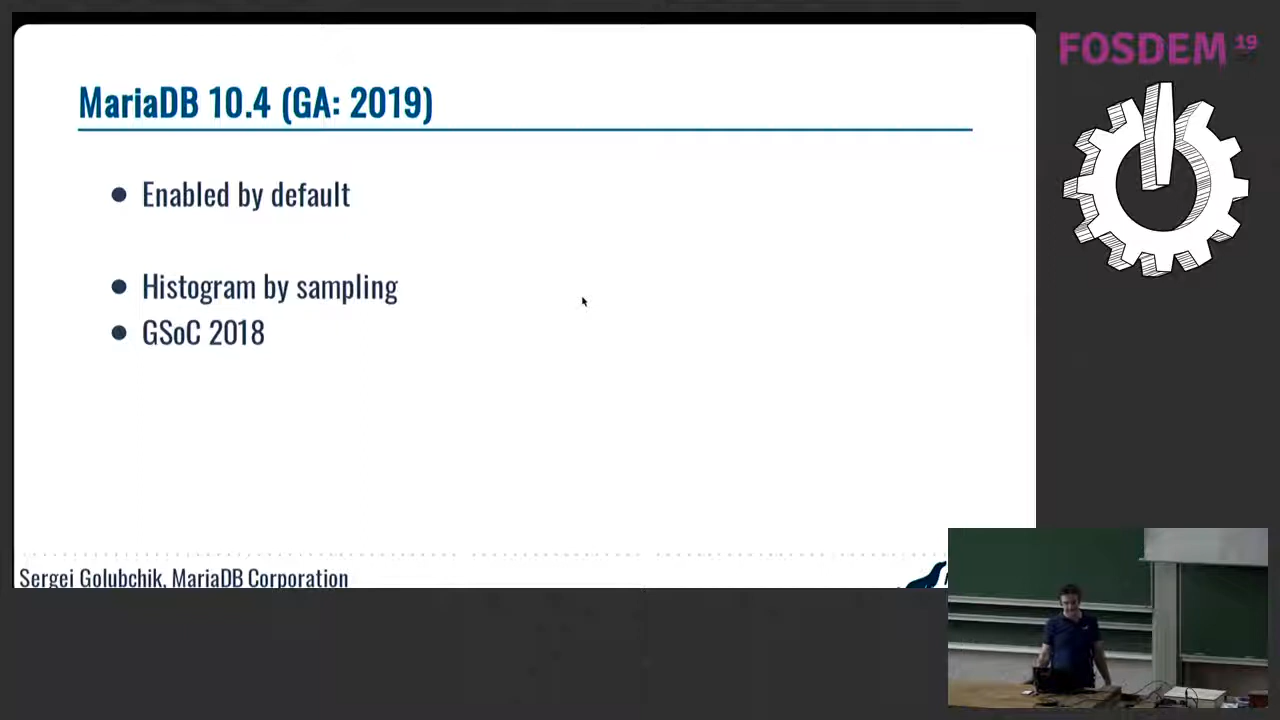 FOSDEM 19
MariaDB 10.4 (GA: 2019)
● Enabled by default
● Histogram by sampling
● GSoC 2018
Sergei Golubchik, MariaDB Corporation